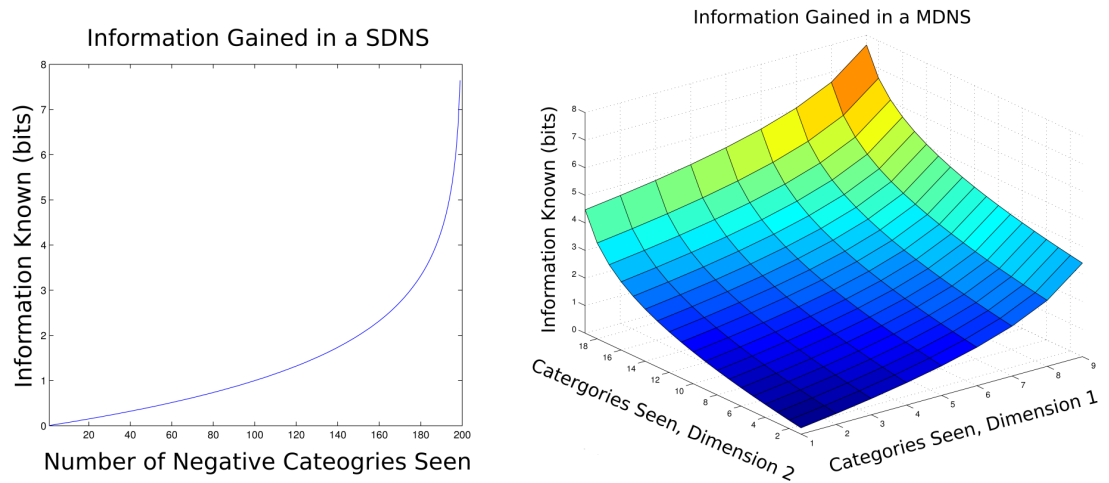 Information Gained in a SDNS
8
7
6
5
4
3
2
1
0
20 40 60 80 100 120 140 160 180 200
Information Known (bits)
Number of Negative Cateogries Seen
Information Gained in a MDNS
8
7
6
5
4
3
2
1
0
Information Known (bits)
18 16 14 12 10 8 6 4 2
Catergories Seen, Dimension 2
1 2 3 4 5 6 7 8 9
Categories Seen, Dimension 1